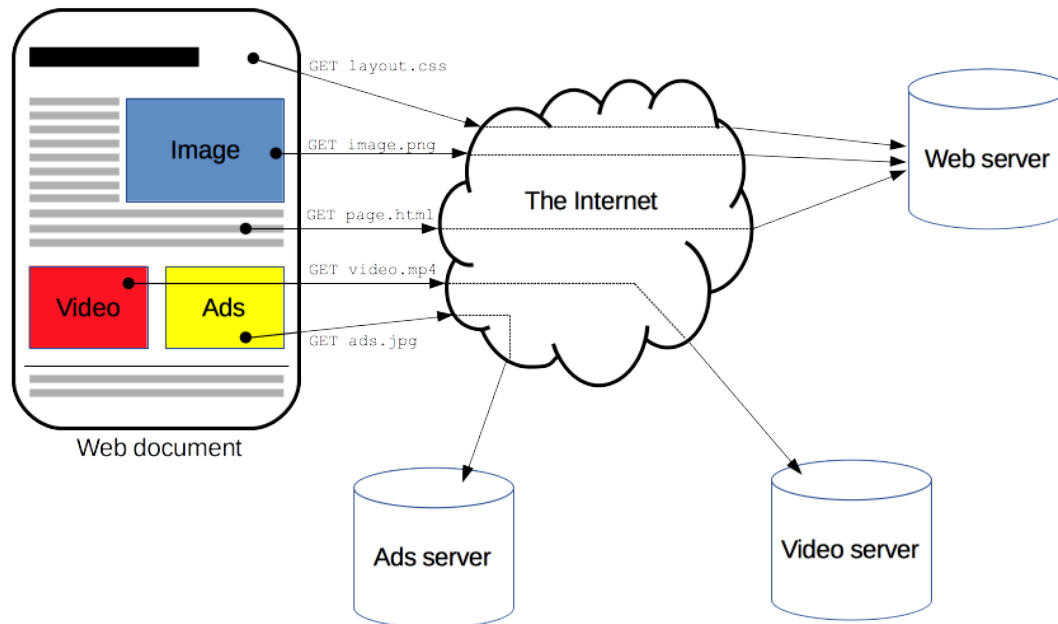 GET layout.css
Image
GET image.png
Web server
The Internet
GET page.html
GET video.mp4
Video
Ads
GET ads.jpg
Web document
Ads server
Video server